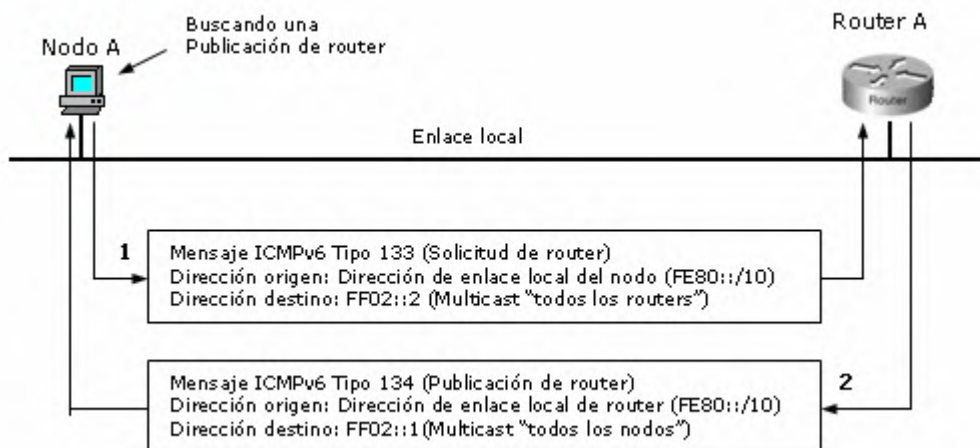 Buscando una
Publicación de router
Nodo A
Router A
Router
Enlace local
1
Mensaje ICMPv6 Tipo 133 (Solicitud de router)
Dirección origen: Dirección de enlace local del nodo (FE80::/10)
Dirección destino: FF02::2 (Multicast "todos los routers")
Mensaje ICMPv6 Tipo 134 (Publicación de router)
Dirección origen: Dirección de enlace local de router (FE80::/10)
Dirección destino: FF02::1(Multicast "todos los nodos")
2